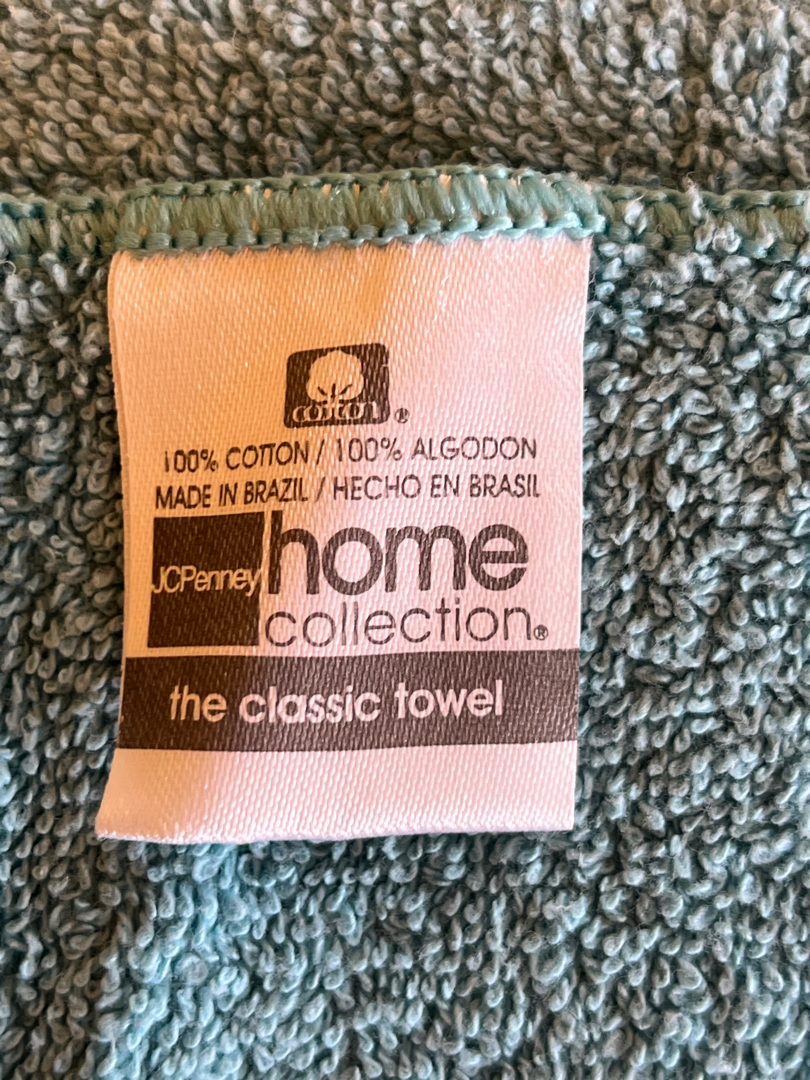 cotton®
100% COTTON / 100% ALGODON
MADE IN BRAZIL / HECHO EN BRASIL
JCPenney home
collection®
the classic towel